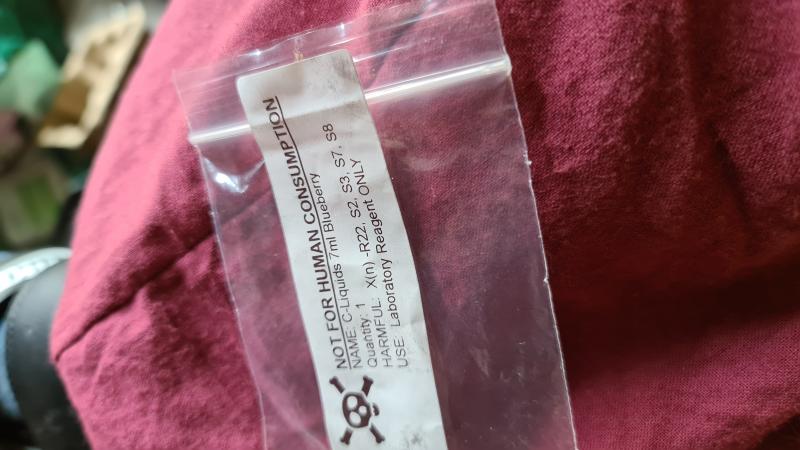 NOT FOR HUMAN CONSUMPTION
NAME: C-Liquids 7ml Blueberry
Quantity: 1
HARMFUL: X(n) -R22, S2, S3, S7, S8
USE: Laboratory Reagent ONLY